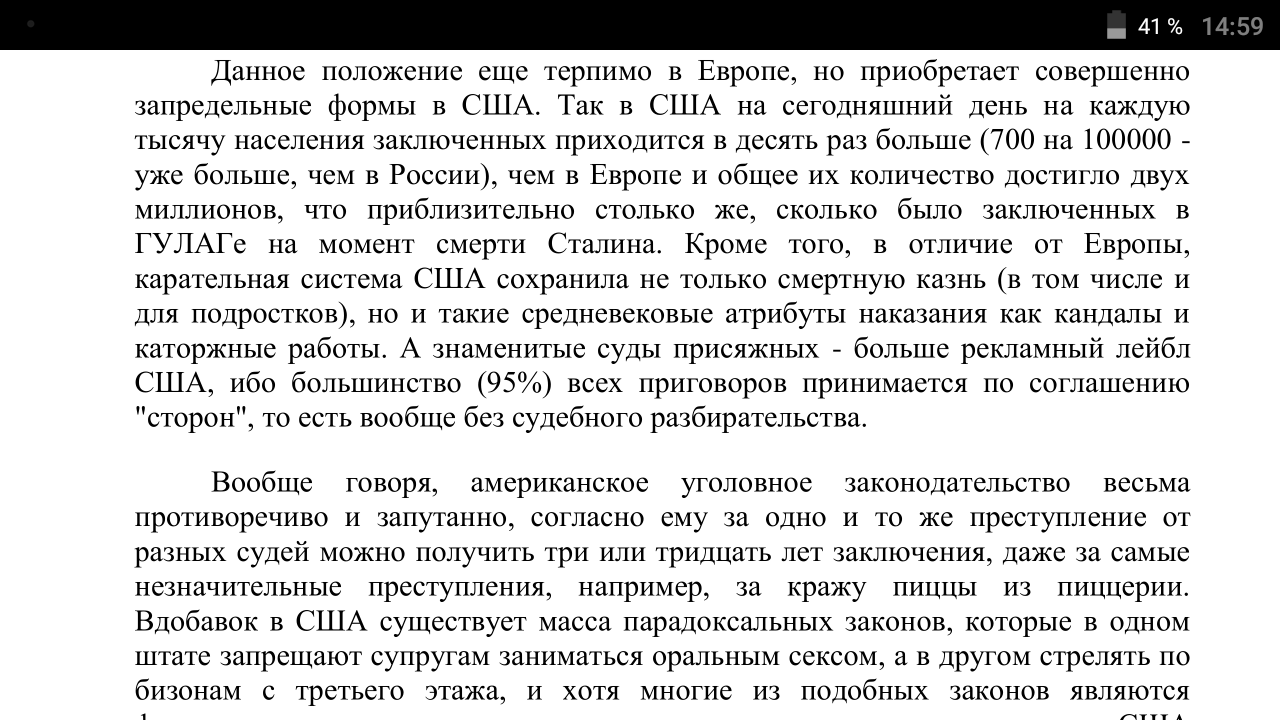 41 % 14:59
Данное положение еще терпимо в Европе, но приобретает совершенно
запредельные формы в США. Так в США на сегодняшний день на каждую
тысячу населения заключенных приходится в десять раз больше (700 на 100000 -
уже больше, чем в России), чем в Европе и общее их количество достигло двух
миллионов, что приблизительно столько же, сколько было заключенных в
ГУЛАГе на момент смерти Сталина. Кроме того, в отличие от Европы,
карательная система США сохранила не только смертную казнь (в том числе и
для подростков), но и такие средневековые атрибуты наказания как кандалы и
каторжные работы. А знаменитые суды присяжных - больше рекламный лейбл
США, ибо большинство (95%) всех приговоров принимается по соглашению
"сторон", то есть вообще без судебного разбирательства.
Вообще говоря, американское уголовное законодательство весьма
противоречиво и запутанно, согласно ему за одно и то же преступление от
разных судей можно получить три или тридцать лет заключения, даже за самые
незначительные преступления, например, за кражу пиццы из пиццерии.
Вдобавок в США существует масса парадоксальных законов, которые в одном
штате запрещают супругам заниматься оральным сексом, а в другом стрелять по
бизонам с третьего этажа, и хотя многие из подобных законов являются
США